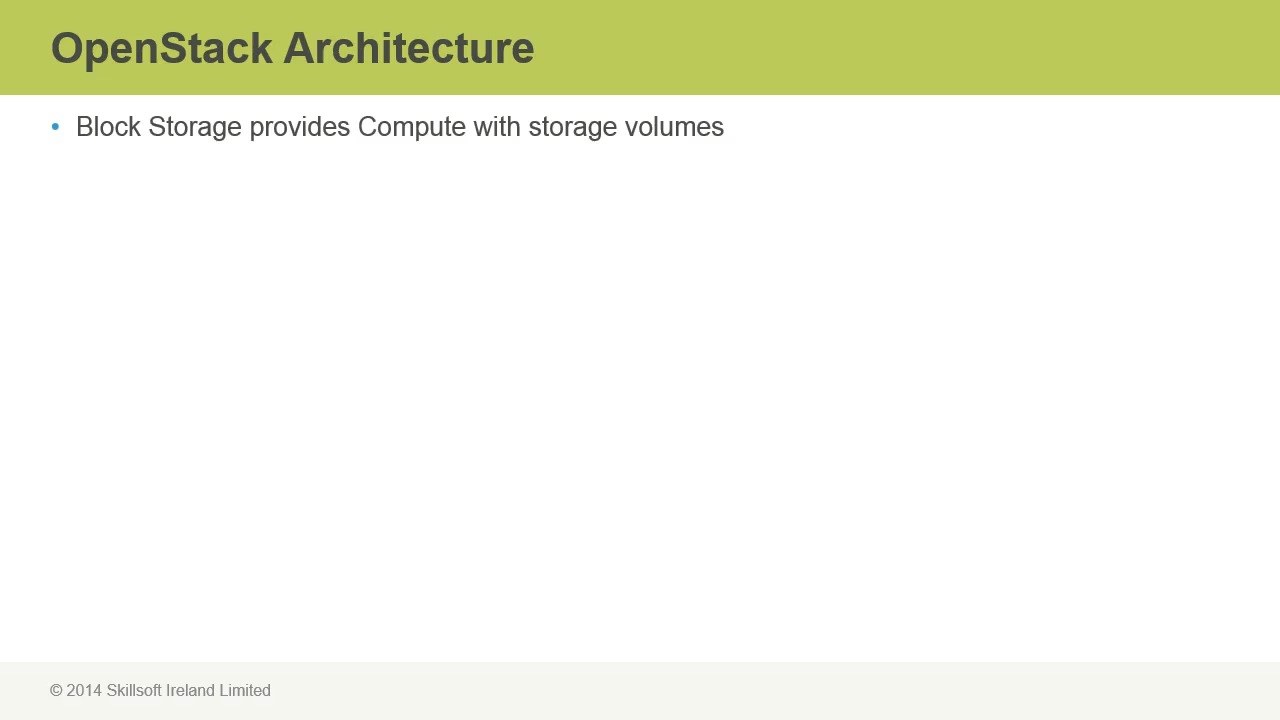 OpenStack Architecture
• Block Storage provides Compute with storage volumes
© 2014 Skillsoft Ireland Limited